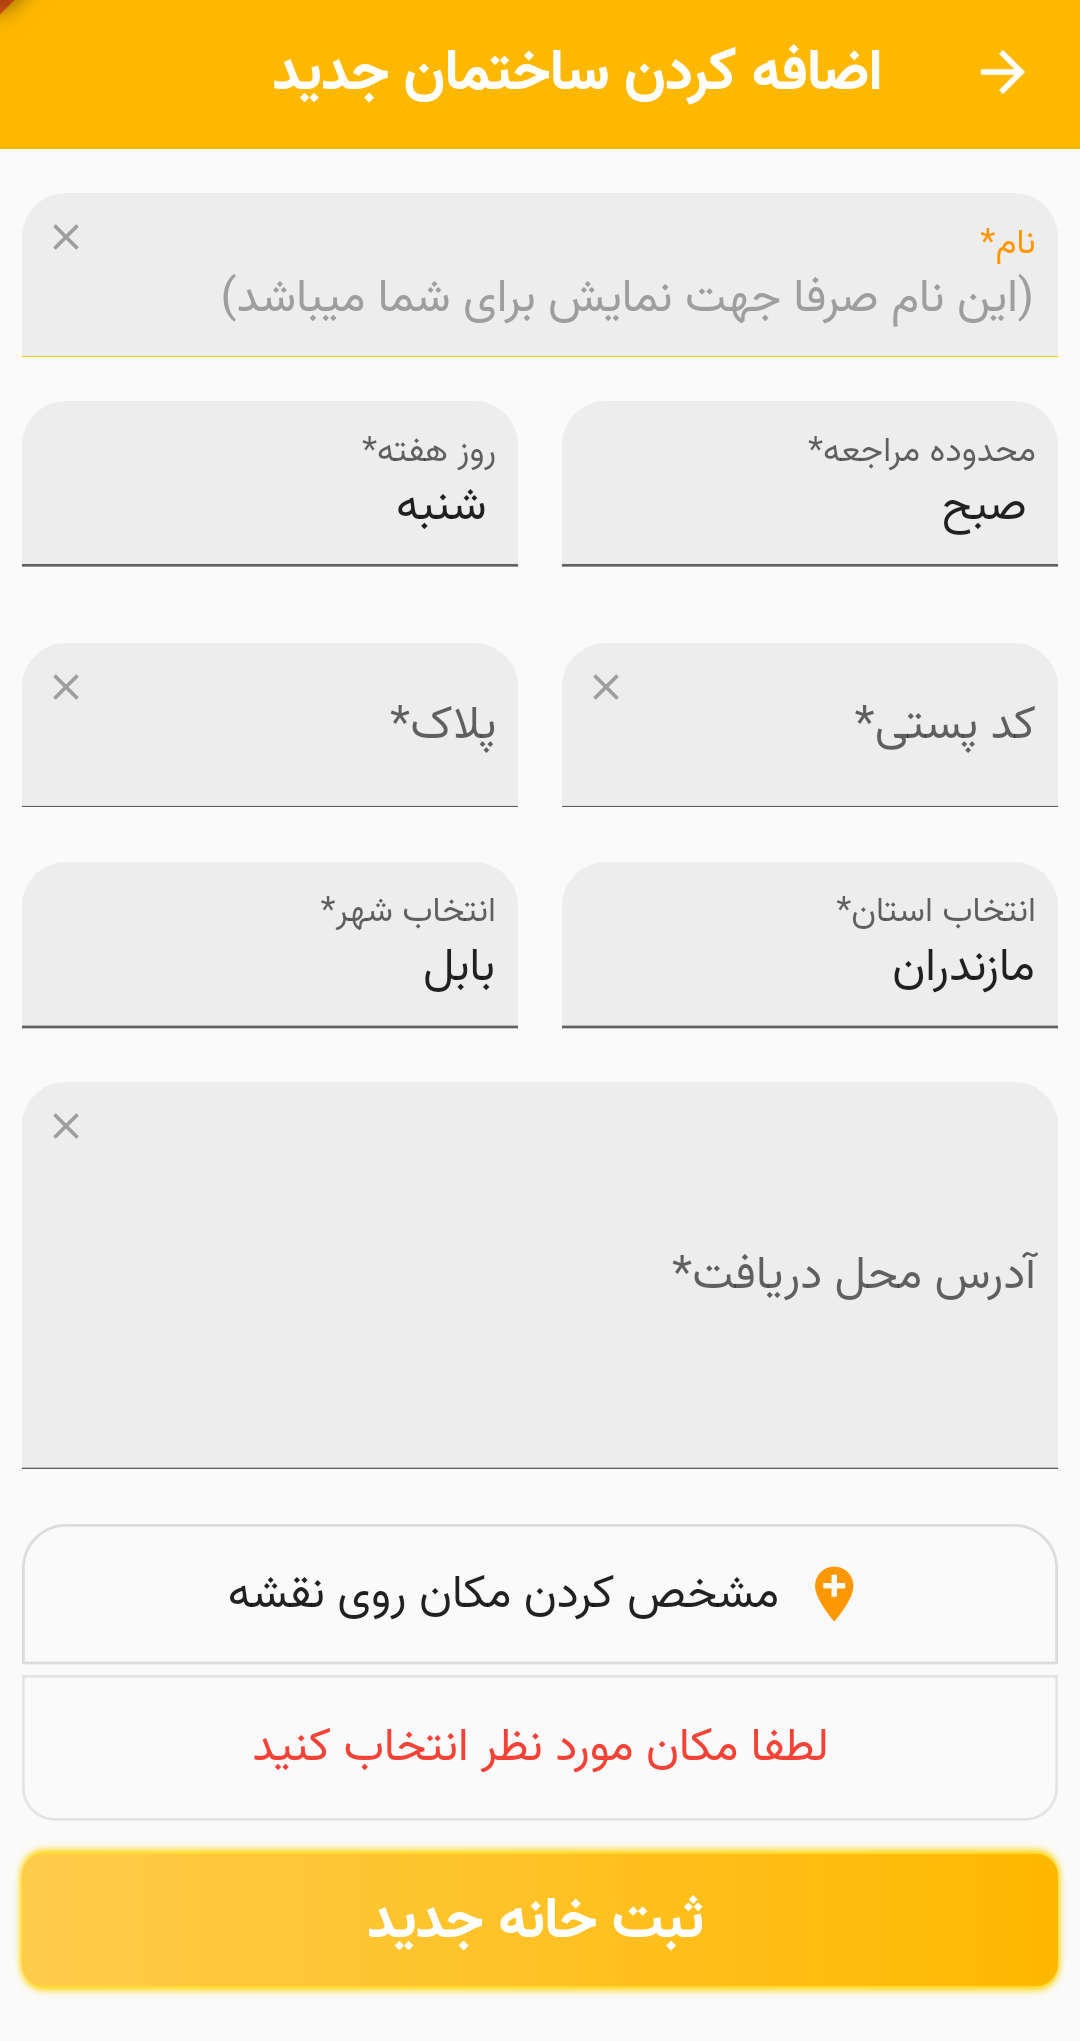 اضافه کردن ساختمان جدید
نام*
(این نام صرفا جهت نمایش برای شما میباشد)
محدوده مراجعه*
صبح
روز هفته*
شنبه
کد پستی*
پلاک*
انتخاب استان*
مازندران
انتخاب شهر*
بابل
آدرس محل دریافت*
مشخص کردن مکان روی نقشه
لطفا مکان مورد نظر انتخاب کنید
ثبت خانه جدید